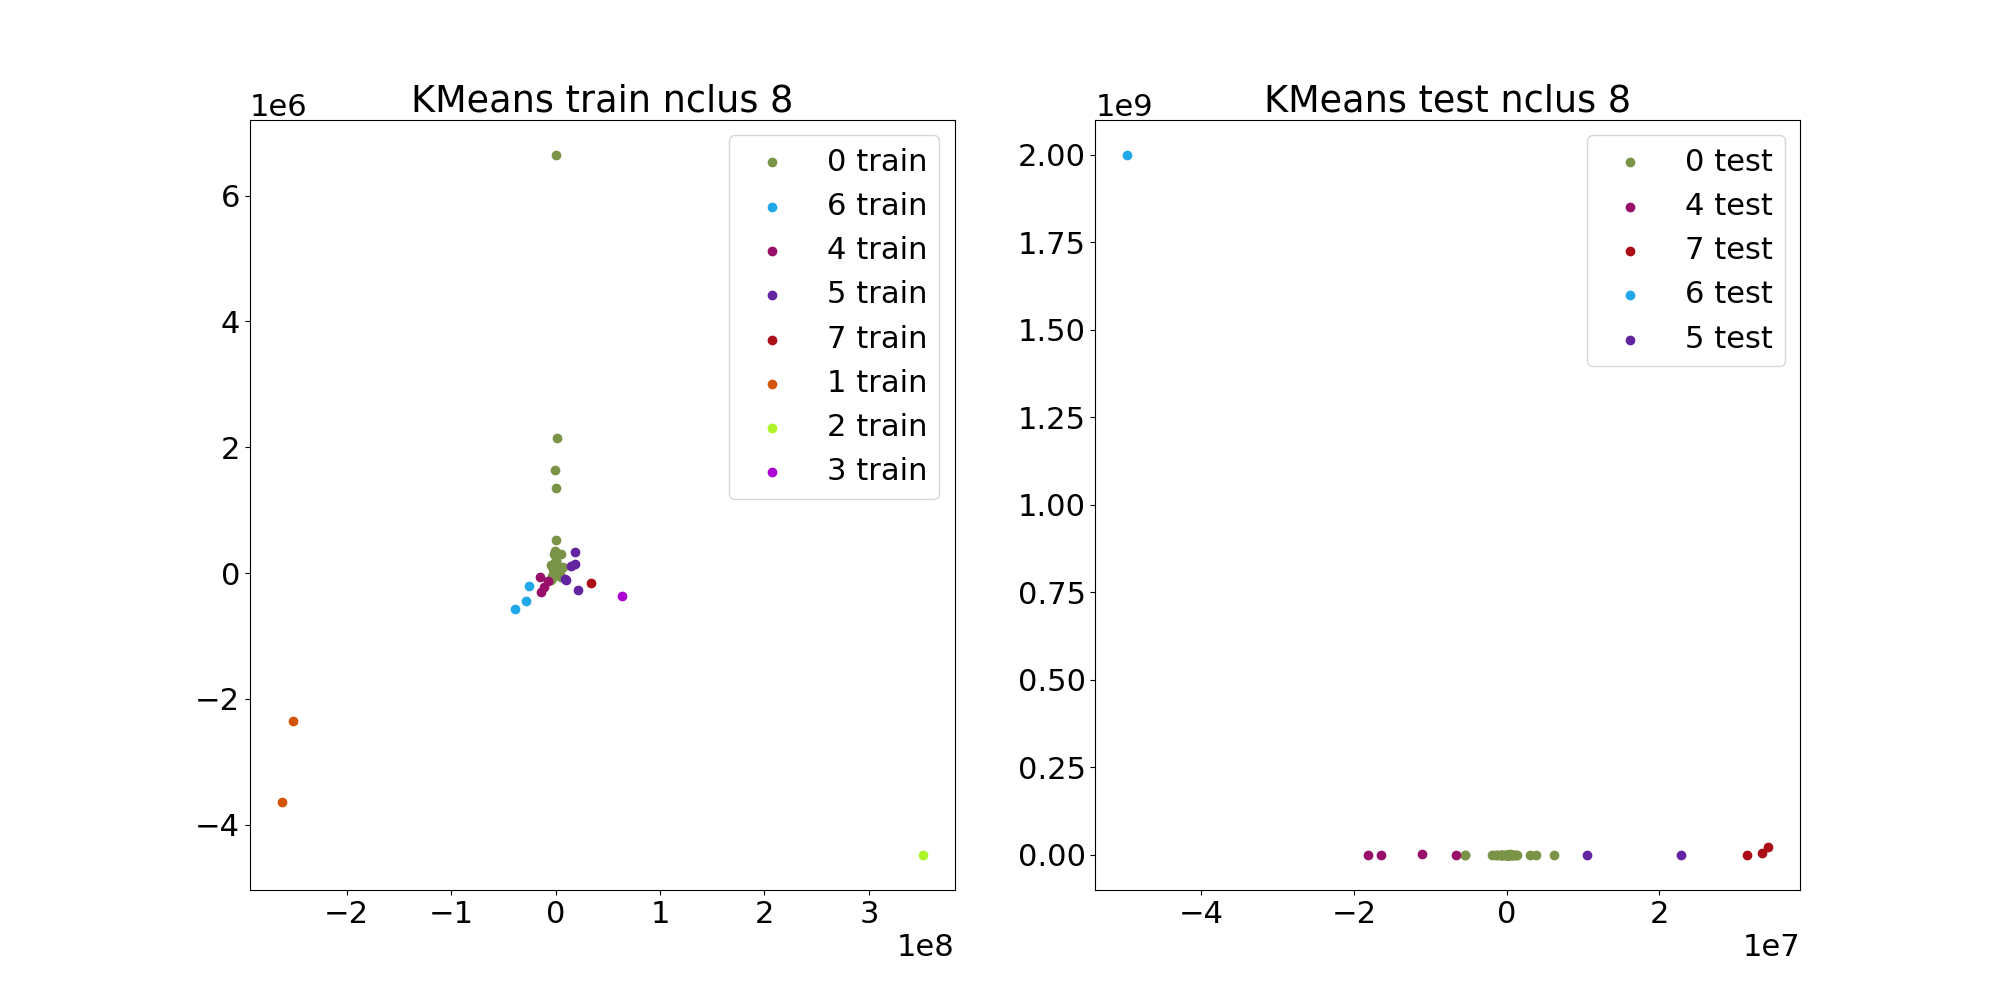 KMeans train nclus 8
1e6
6
4
2
0
−2
−4
−2
−1
0
1
2
3
1e8
0 train
6 train
4 train
5 train
7 train
1 train
2 train
3 train
KMeans test nclus 8
1e9
2.00
1.75
1.50
1.25
1.00
0.75
0.50
0.25
0.00
−4
−2
0
2
1e7
0 test
4 test
7 test
6 test
5 test